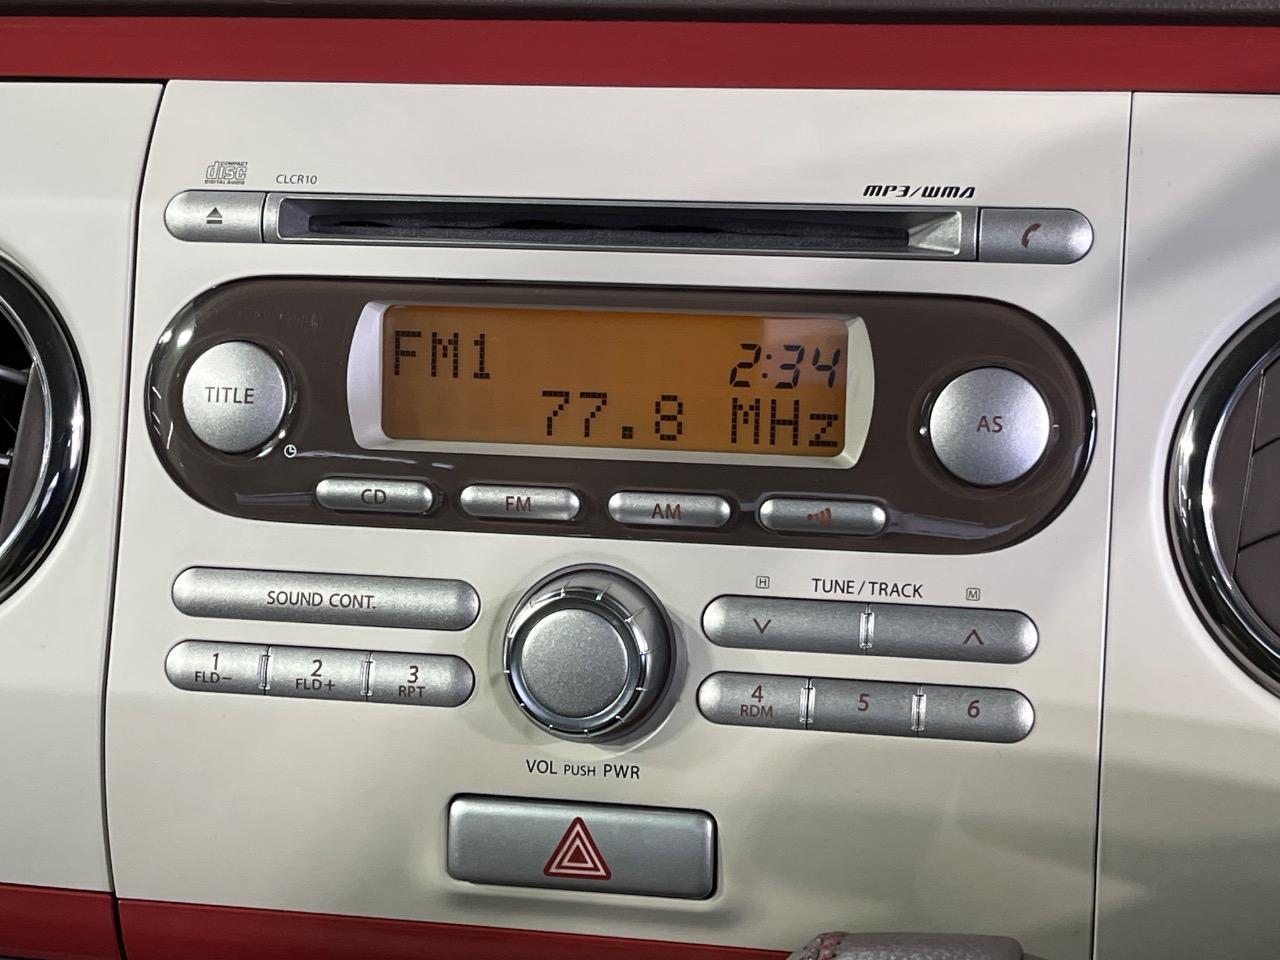 COMPACT
disc
DIGITAL AUDIO
CLCR10
MP3/WMA
FM1
2:34
77.8 MHz
TITLE
AS
CD
FM
AM
SOUND CONT.
H
TUNE/TRACK
M
1
FLD−
2
FLD+
3
RPT
4
RDM
5
6
VOL PUSH PWR